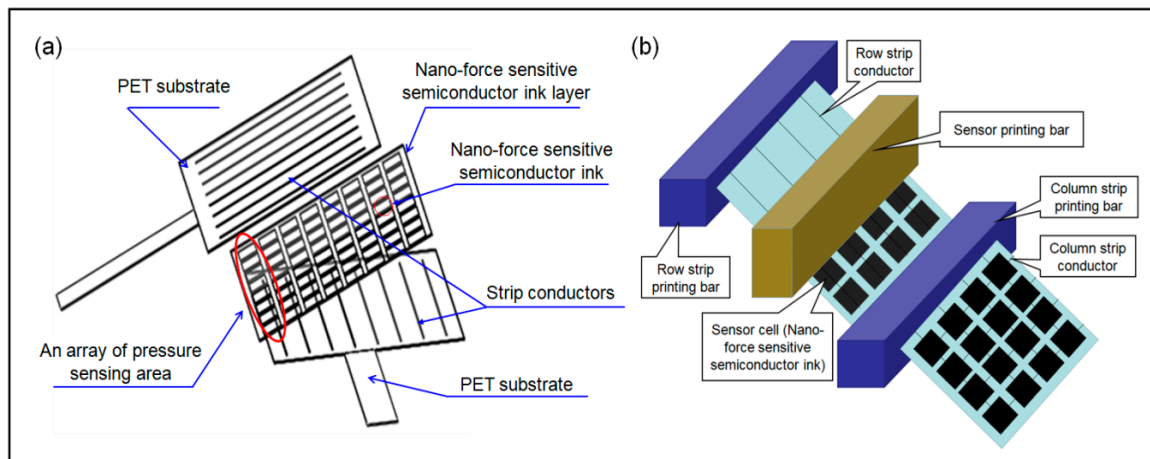 (a)
PET substrate
Nano-force sensitive
semiconductor ink layer
Nano-force sensitive
semiconductor ink
Strip conductors
An array of pressure
sensing area
PET substrate
(b)
Row strip
conductor
Sensor printing bar
Column strip
printing bar
Column strip
conductor
Row strip
printing bar
Sensor cell (Nano-
force sensitive
semiconductor ink)